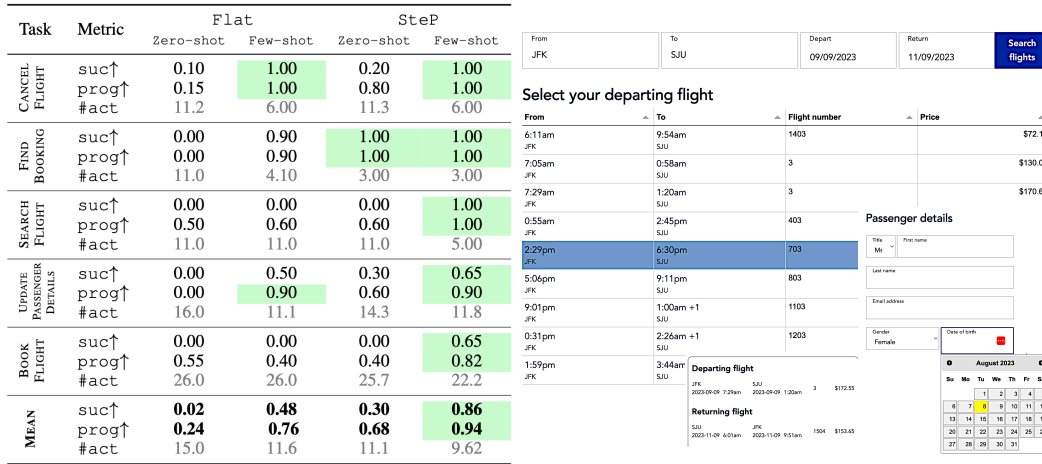 Task Metric Flat SteP
Zero-shot Few-shot Zero-shot Few-shot
CANCEL FLIGHT
suc↑ 0.10 1.00 0.20 1.00
prog↑ 0.15 1.00 0.80 1.00
#act 11.2 6.00 11.3 6.00
FIND BOOKING
suc↑ 0.00 0.90 1.00 1.00
prog↑ 0.00 0.90 1.00 1.00
#act 11.0 4.10 3.00 3.00
SEARCH FLIGHT
suc↑ 0.00 0.00 0.00 1.00
prog↑ 0.50 0.60 0.60 1.00
#act 11.0 11.0 11.0 5.00
UPDATE PASSENGER DETAILS
suc↑ 0.00 0.50 0.30 0.65
prog↑ 0.00 0.90 0.60 0.90
#act 16.0 11.1 14.3 11.8
BOOK FLIGHT
suc↑ 0.00 0.00 0.00 0.65
prog↑ 0.55 0.40 0.40 0.82
#act 26.0 26.0 25.7 22.2
MEAN
suc↑ 0.02 0.48 0.30 0.86
prog↑ 0.24 0.76 0.68 0.94
#act 15.0 11.6 11.1 9.62
From To Depart Return
JFK SJU 09/09/2023 11/09/2023
Search
flights
Select your departing flight
From To Flight number Price
6:11am 9:54am 1403 $72.1
JFK SJU
7:05am 0:58am 3 $130.0
JFK SJU
7:29am 1:20am 3 $170.6
JFK SJU
0:55am 2:45pm 403
JFK SJU
2:29pm 6:30pm 703
JFK SJU
5:06pm 9:11pm 803
JFK SJU
9:01pm 1:00am +1 1103
JFK SJU
0:31pm 2:26am +1 1203
JFK SJU
1:59pm 3:44am
JFK SJU
Departing flight
JFK SJU
2023-09-09 7:29am 2023-09-09 1:20am 3 $172.55
Returning flight
SJU JFK
2023-11-09 6:01am 2023-11-09 9:51am 1504 $153.65
Passenger details
Title First name
Last name
Email address
Gender Date of birth
Female
August 2023
Su Mo Tu We Th Fr
1 2 3 4
6 7 8 9 10 11
13 14 15 16 17 18
20 21 22 23 24 25
27 28 29 30 31